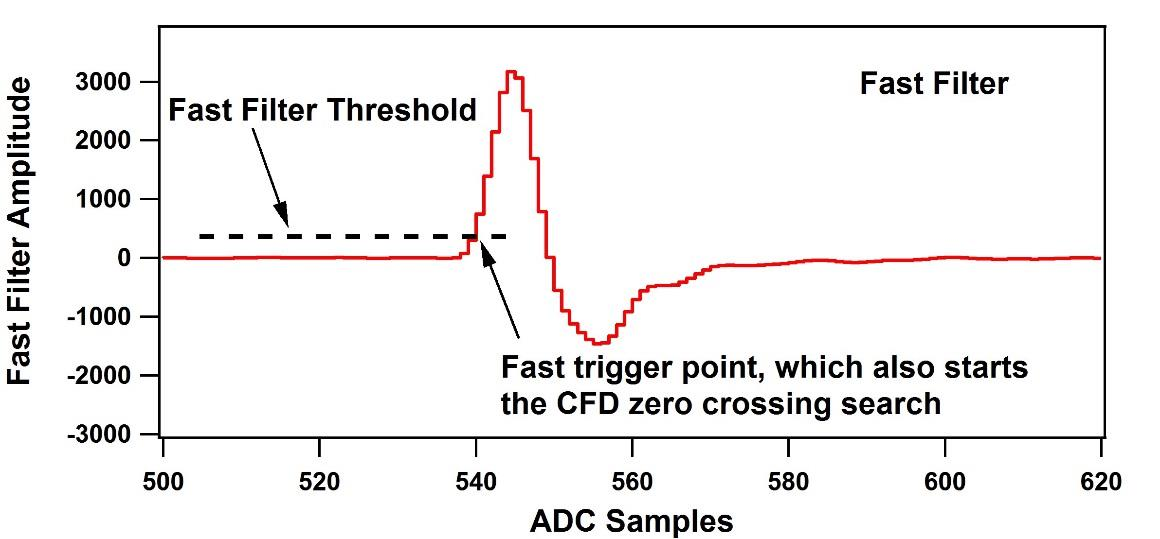 Fast Filter
Fast Filter Threshold
Fast Filter Amplitude
3000
2000
1000
0
-1000
-2000
-3000
Fast trigger point, which also starts
the CFD zero crossing search
500 520 540 560 580 600 620
ADC Samples